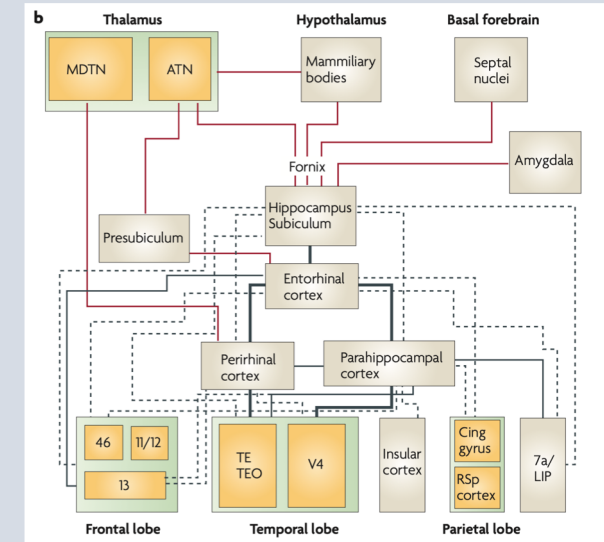 b
Thalamus
Hypothalamus
Basal forebrain
MDTN
ATN
Mammiliary
bodies
Septal
nuclei
Amygdala
Fornix
Hippocampus
Subiculum
Presubiculum
Entorhinal
cortex
Perirhinal
cortex
Parahippocampal
cortex
46
11/12
13
TE
TEO
V4
Insular
cortex
Cing
gyrus
RSp
cortex
7a/
LIP
Frontal lobe
Temporal lobe
Parietal lobe